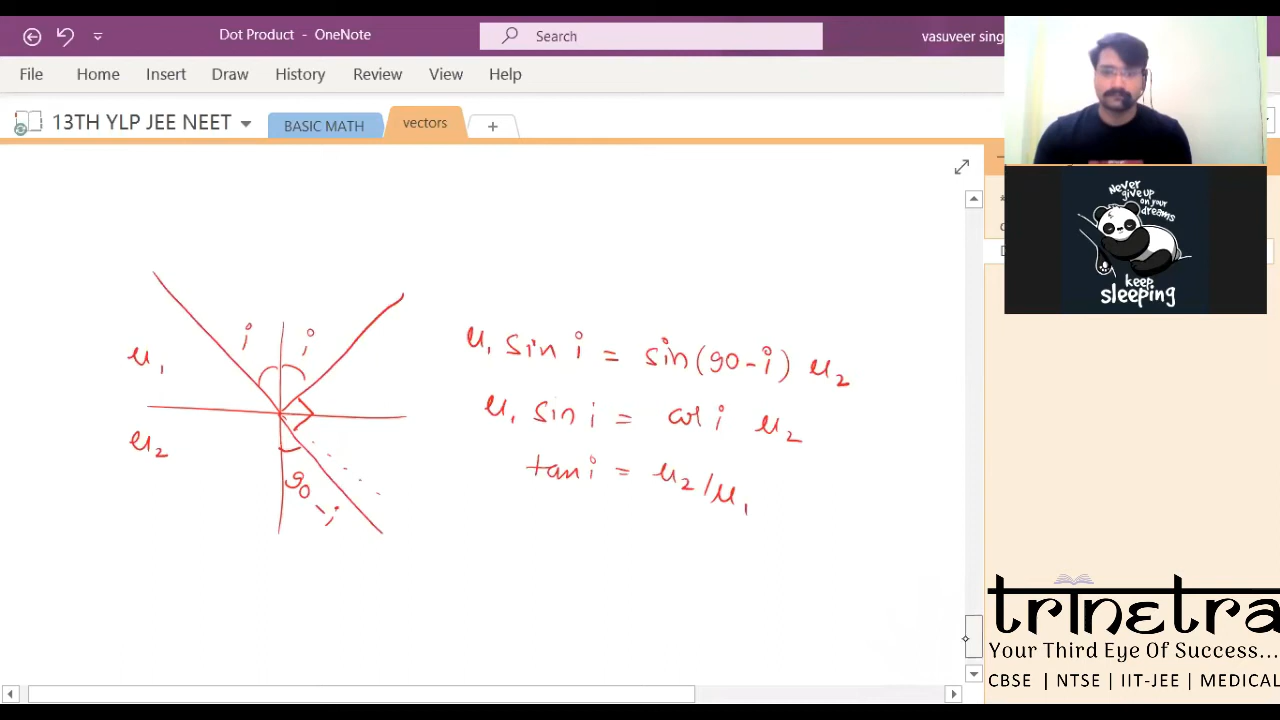 Dot Product - OneNote
Search
vasuveer sing
File Home Insert Draw History Review View Help
13TH YLP JEE NEET
BASIC MATH
vectors
+
Never
give up
on your
dreams
keep
sleeping
i i
μ₁
μ₂
90-i
μ₁ sin i = sin(90-i) μ₂
μ₁ sin i = cos i μ₂
tan i = μ₂/μ₁
TRINETRA
Your Third Eye Of Success...
CBSE | NTSE | IIT-JEE | MEDICAL